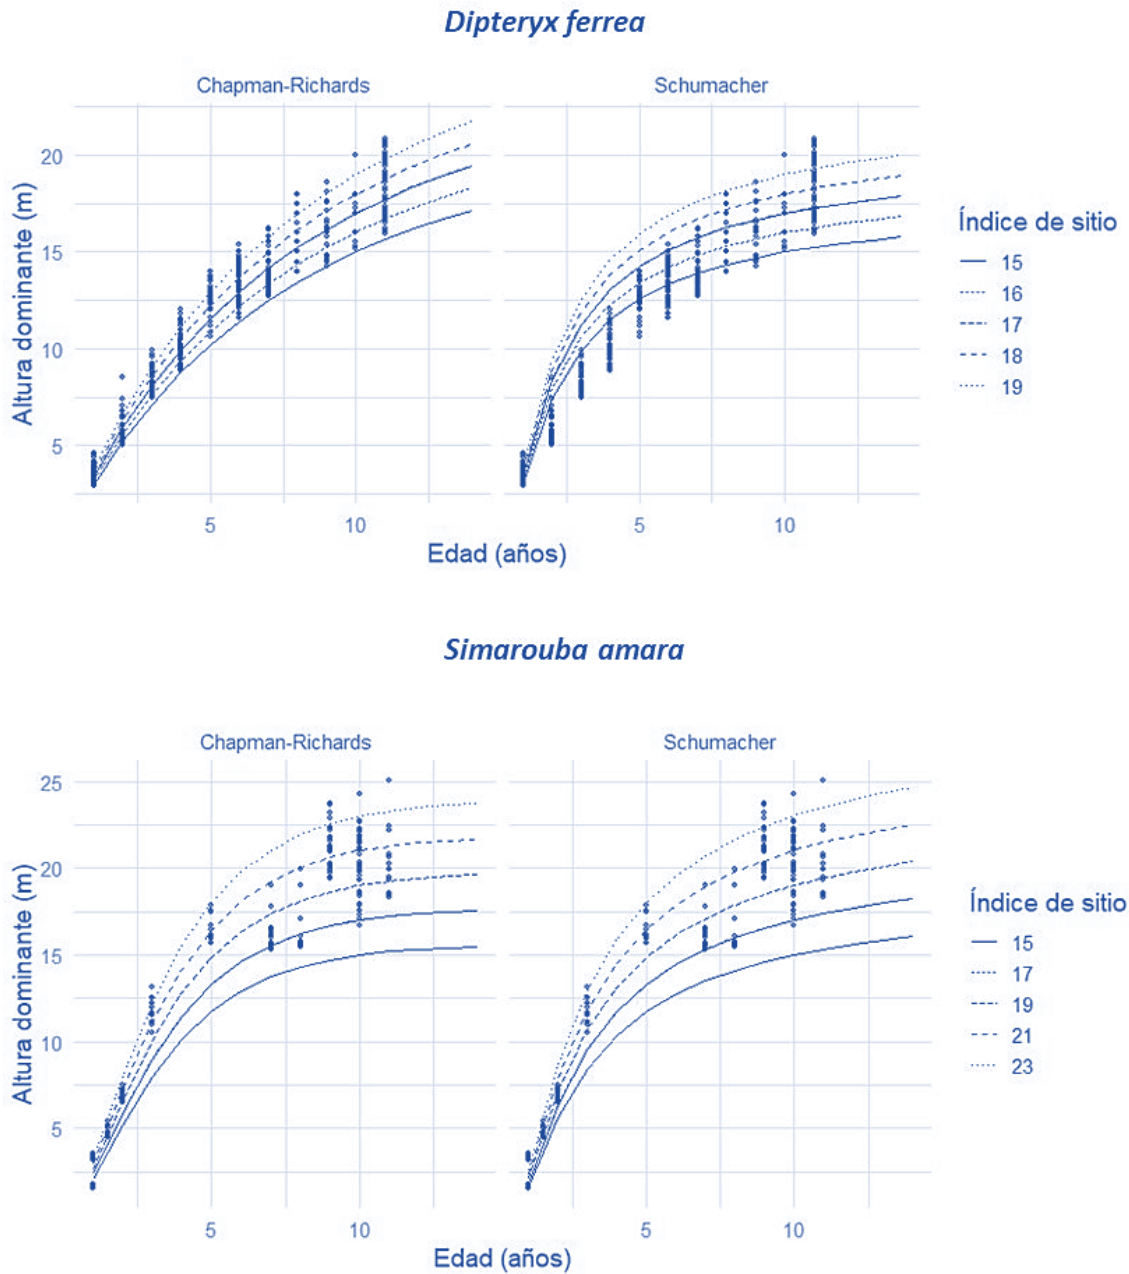 Dipteryx ferrea
Chapman-Richards
Schumacher
20
15
10
5
Altura dominante (m)
5
10
5
10
Edad (años)
Índice de sitio
15
16
17
18
19
Simarouba amara
Chapman-Richards
Schumacher
25
20
15
10
5
Altura dominante (m)
5
10
5
10
Edad (años)
Índice de sitio
15
17
19
21
23